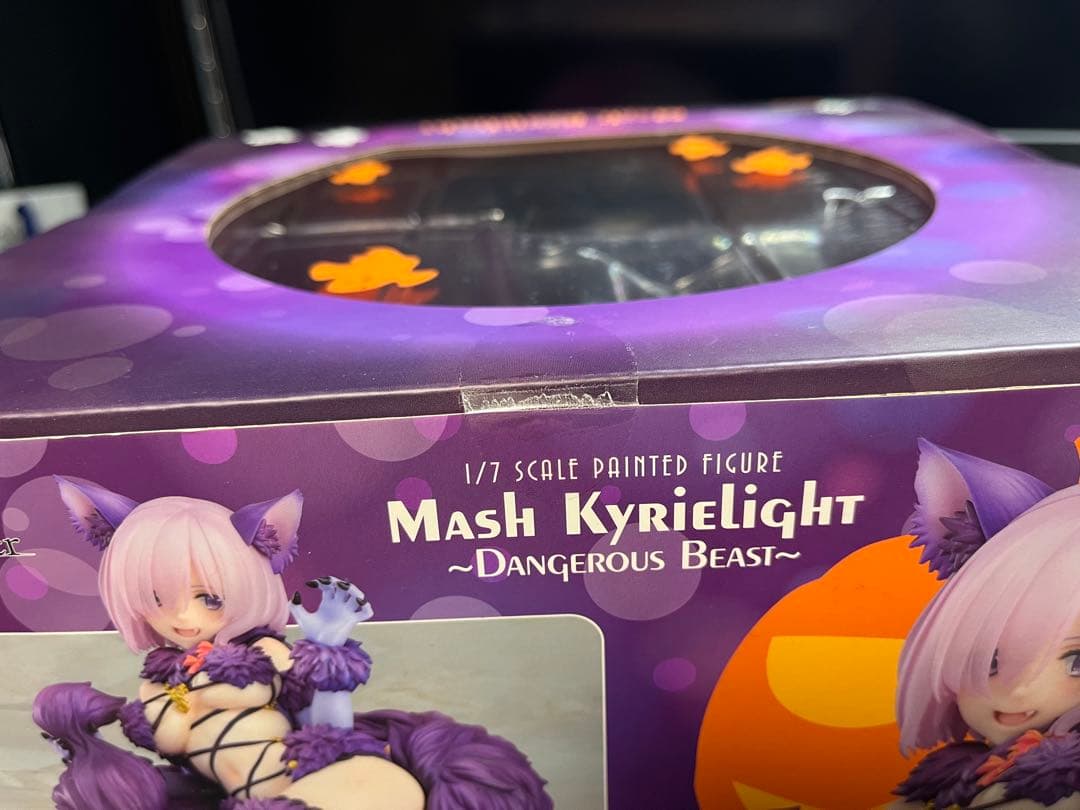 1/7 SCALE PAINTED FIGURE
Mash Kyrielight
~Dangerous Beast~